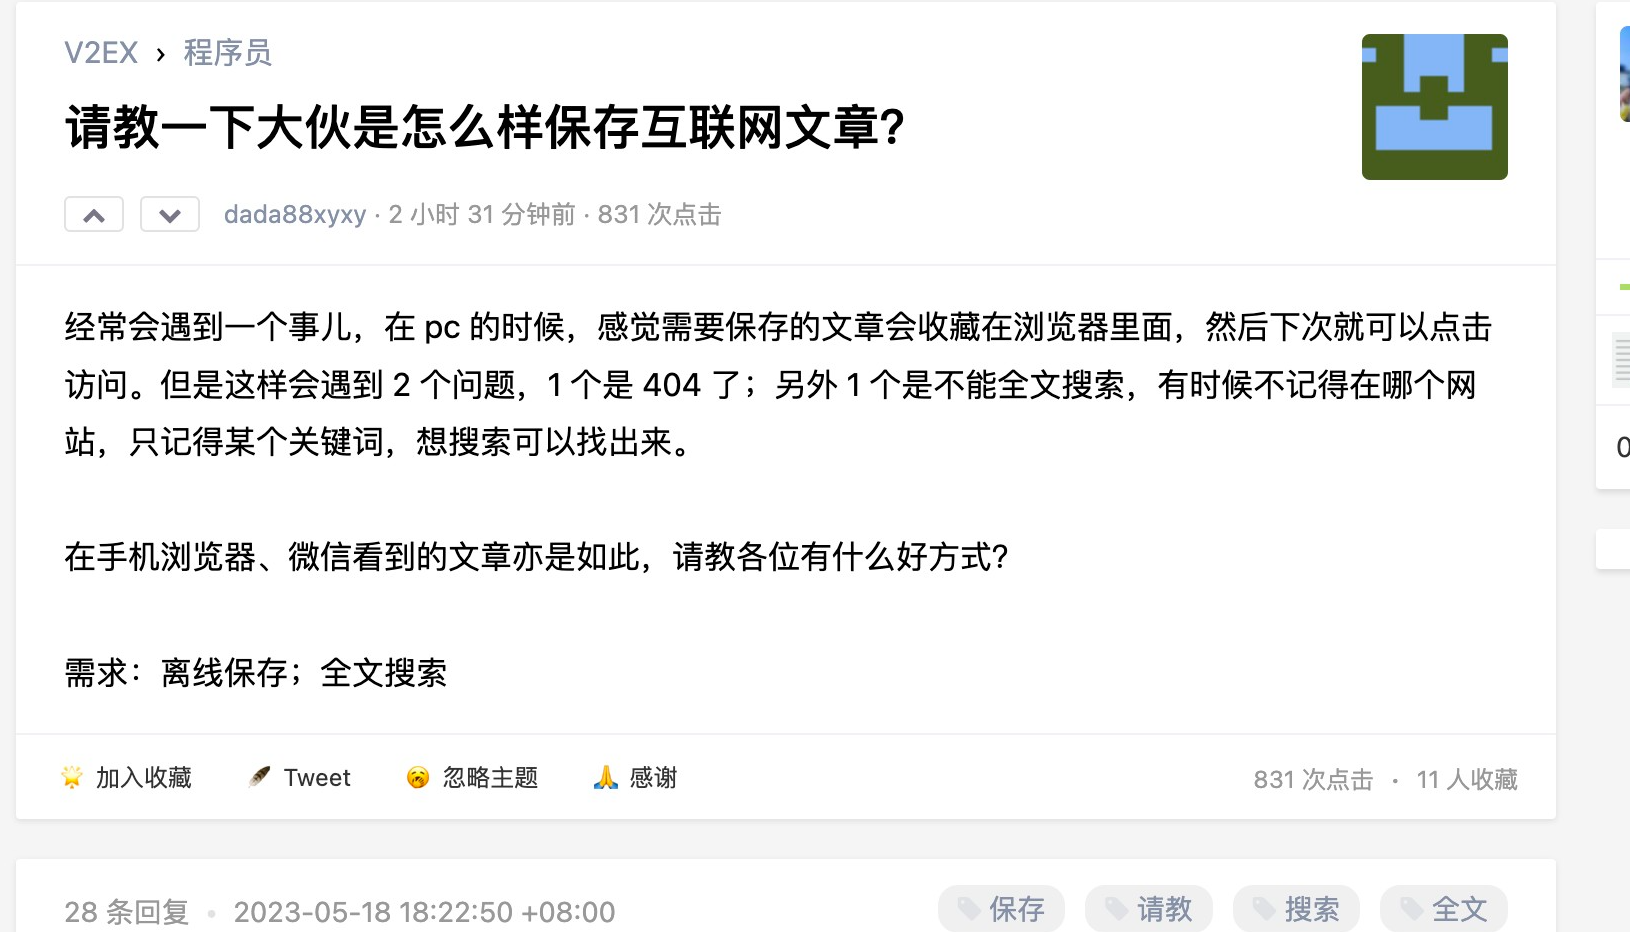 V2EX › 程序员
请教一下大伙是怎么样保存互联网文章?
dada88xyxy · 2 小时 31 分钟前 · 831 次点击
经常会遇到一个事儿，在 pc 的时候，感觉需要保存的文章会收藏在浏览器里面，然后下次就可以点击
访问。但是这样会遇到 2 个问题，1 个是 404 了；另外 1 个是不能全文搜索，有时候不记得在哪个网
站，只记得某个关键词，想搜索可以找出来。
在手机浏览器、微信看到的文章亦是如此，请教各位有什么好方式?
需求：离线保存；全文搜索
加入收藏 Tweet 忽略主题 感谢 831 次点击 · 11 人收藏
28 条回复 • 2023-05-18 18:22:50 +08:00 保存 请教 搜索 全文